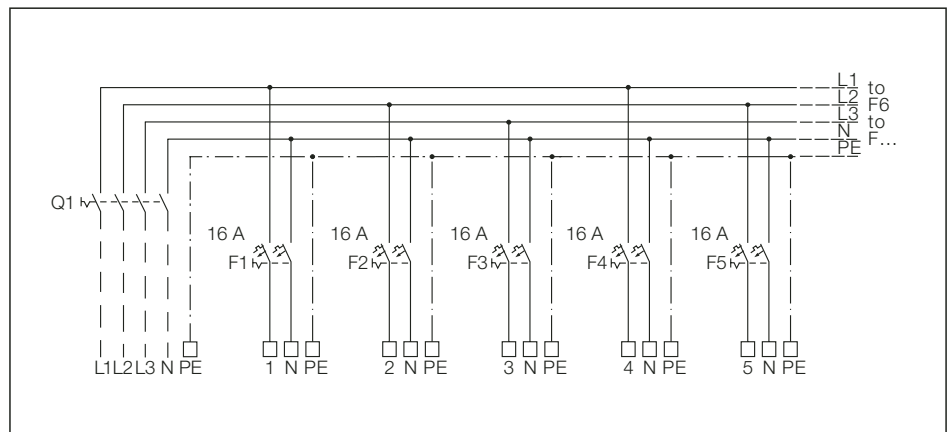 L1 to
L2 F6
L3 to
N F...
PE
Q1
16 A 16 A 16 A 16 A 16 A
F1 F2 F3 F4 F5
L1 L2 L3 N PE 1 N PE 2 N PE 3 N PE 4 N PE 5 N PE